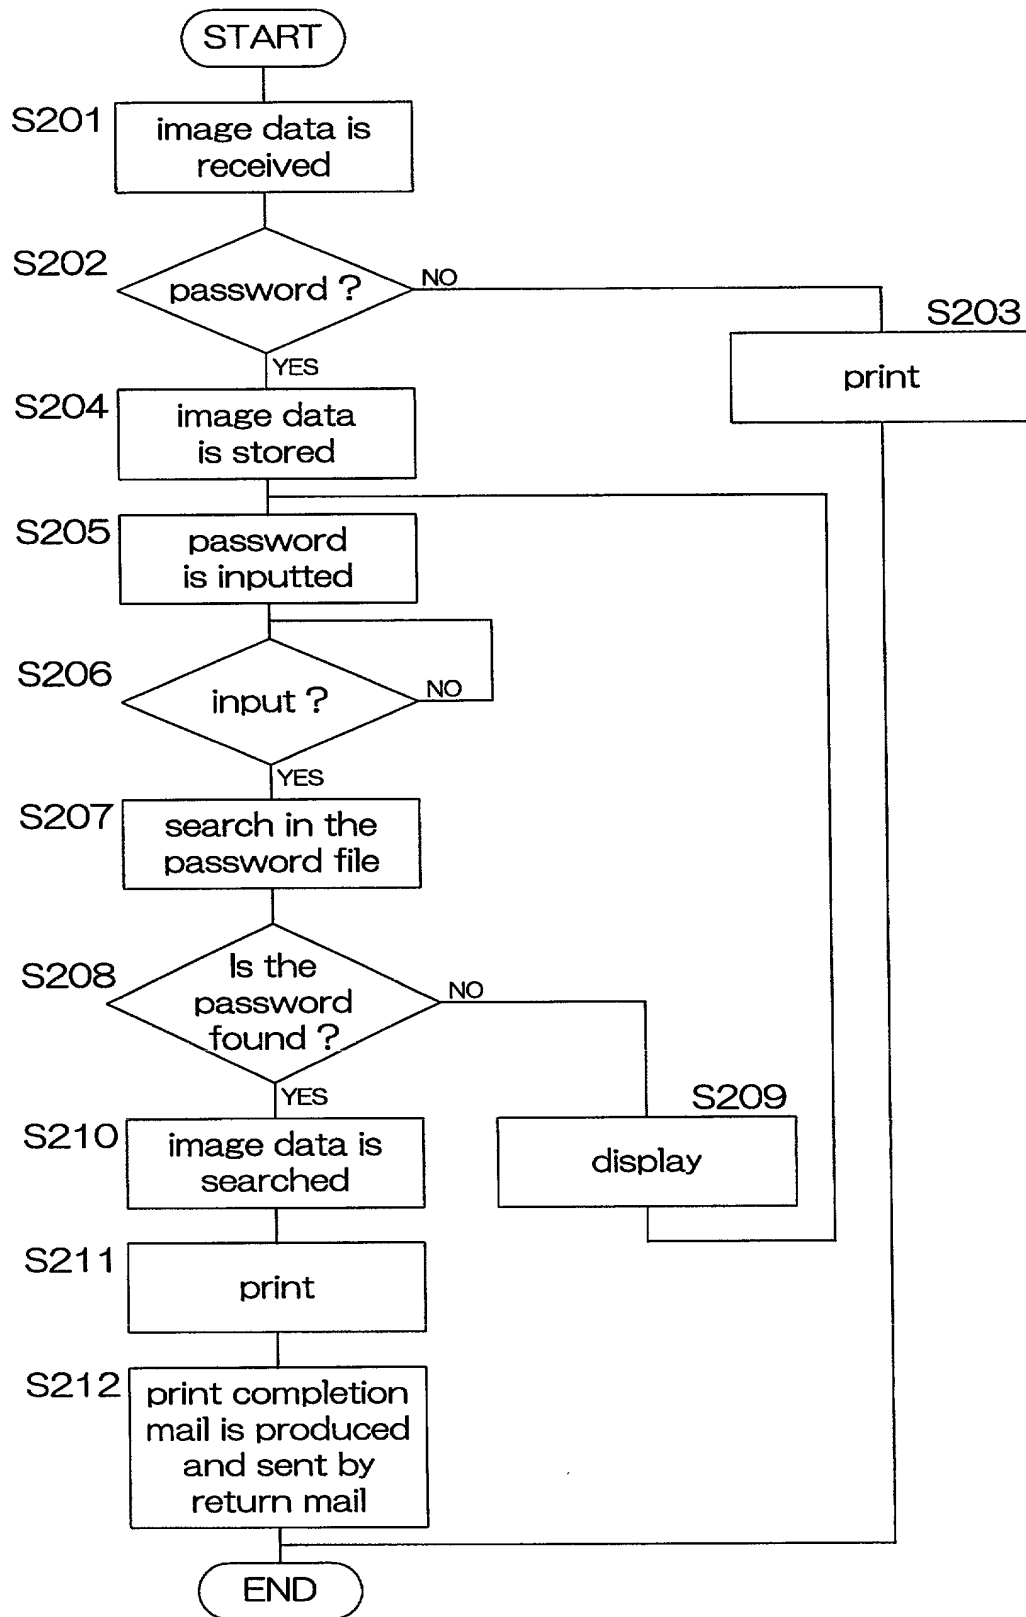 START
S201
image data is
received
S202
password ?
NO
YES
S203
print
S204
image data
is stored
S205
password
is inputted
S206
input ?
NO
YES
S207
search in the
password file
S208
Is the
password
found ?
NO
YES
S209
display
S210
image data is
searched
S211
print
S212
print completion
mail is produced
and sent by
return mail
END